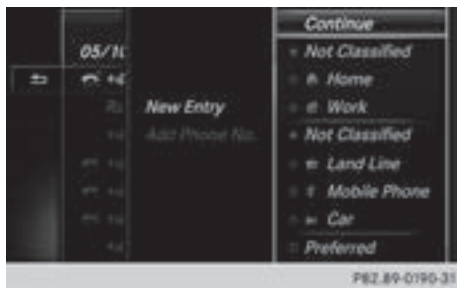 Continue
Not Classified
Home
Work
Not Classified
Land Line
Mobile Phone
Car
Preferred
New Entry
Add Phone No.
05/10
P82.89-0190-31